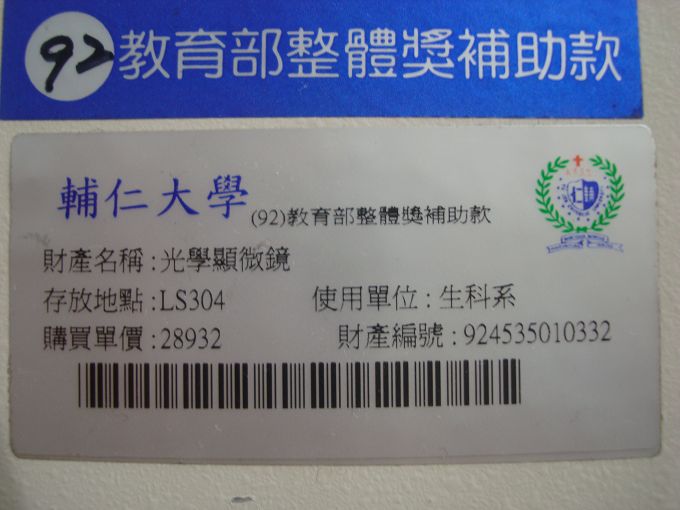 92 教育部整體獎補助款
輔仁大學 (92)教育部整體獎補助款
財產名稱:光學顯微鏡
存放地點:LS304 使用單位:生科系
購買單價:28932 財產編號:924535010332